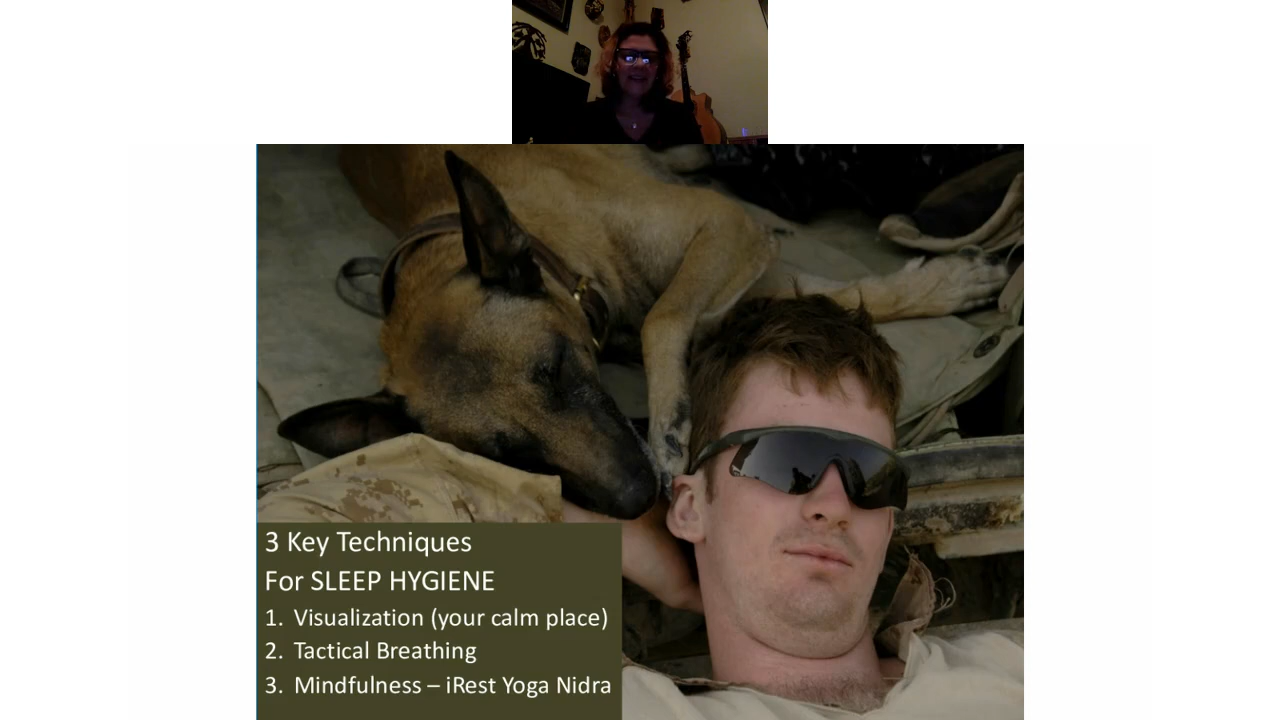 3 Key Techniques
For SLEEP HYGIENE
1. Visualization (your calm place)
2. Tactical Breathing
3. Mindfulness – iRest Yoga Nidra